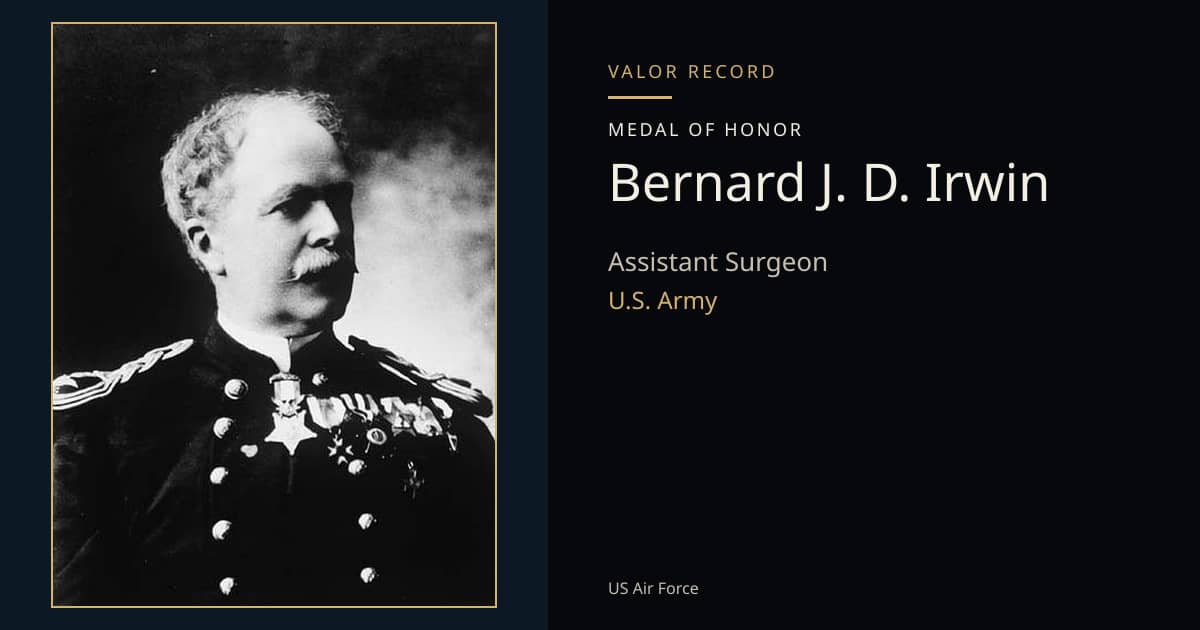 VALOR RECORD
MEDAL OF HONOR
Bernard J. D. Irwin
Assistant Surgeon
U.S. Army
US Air Force